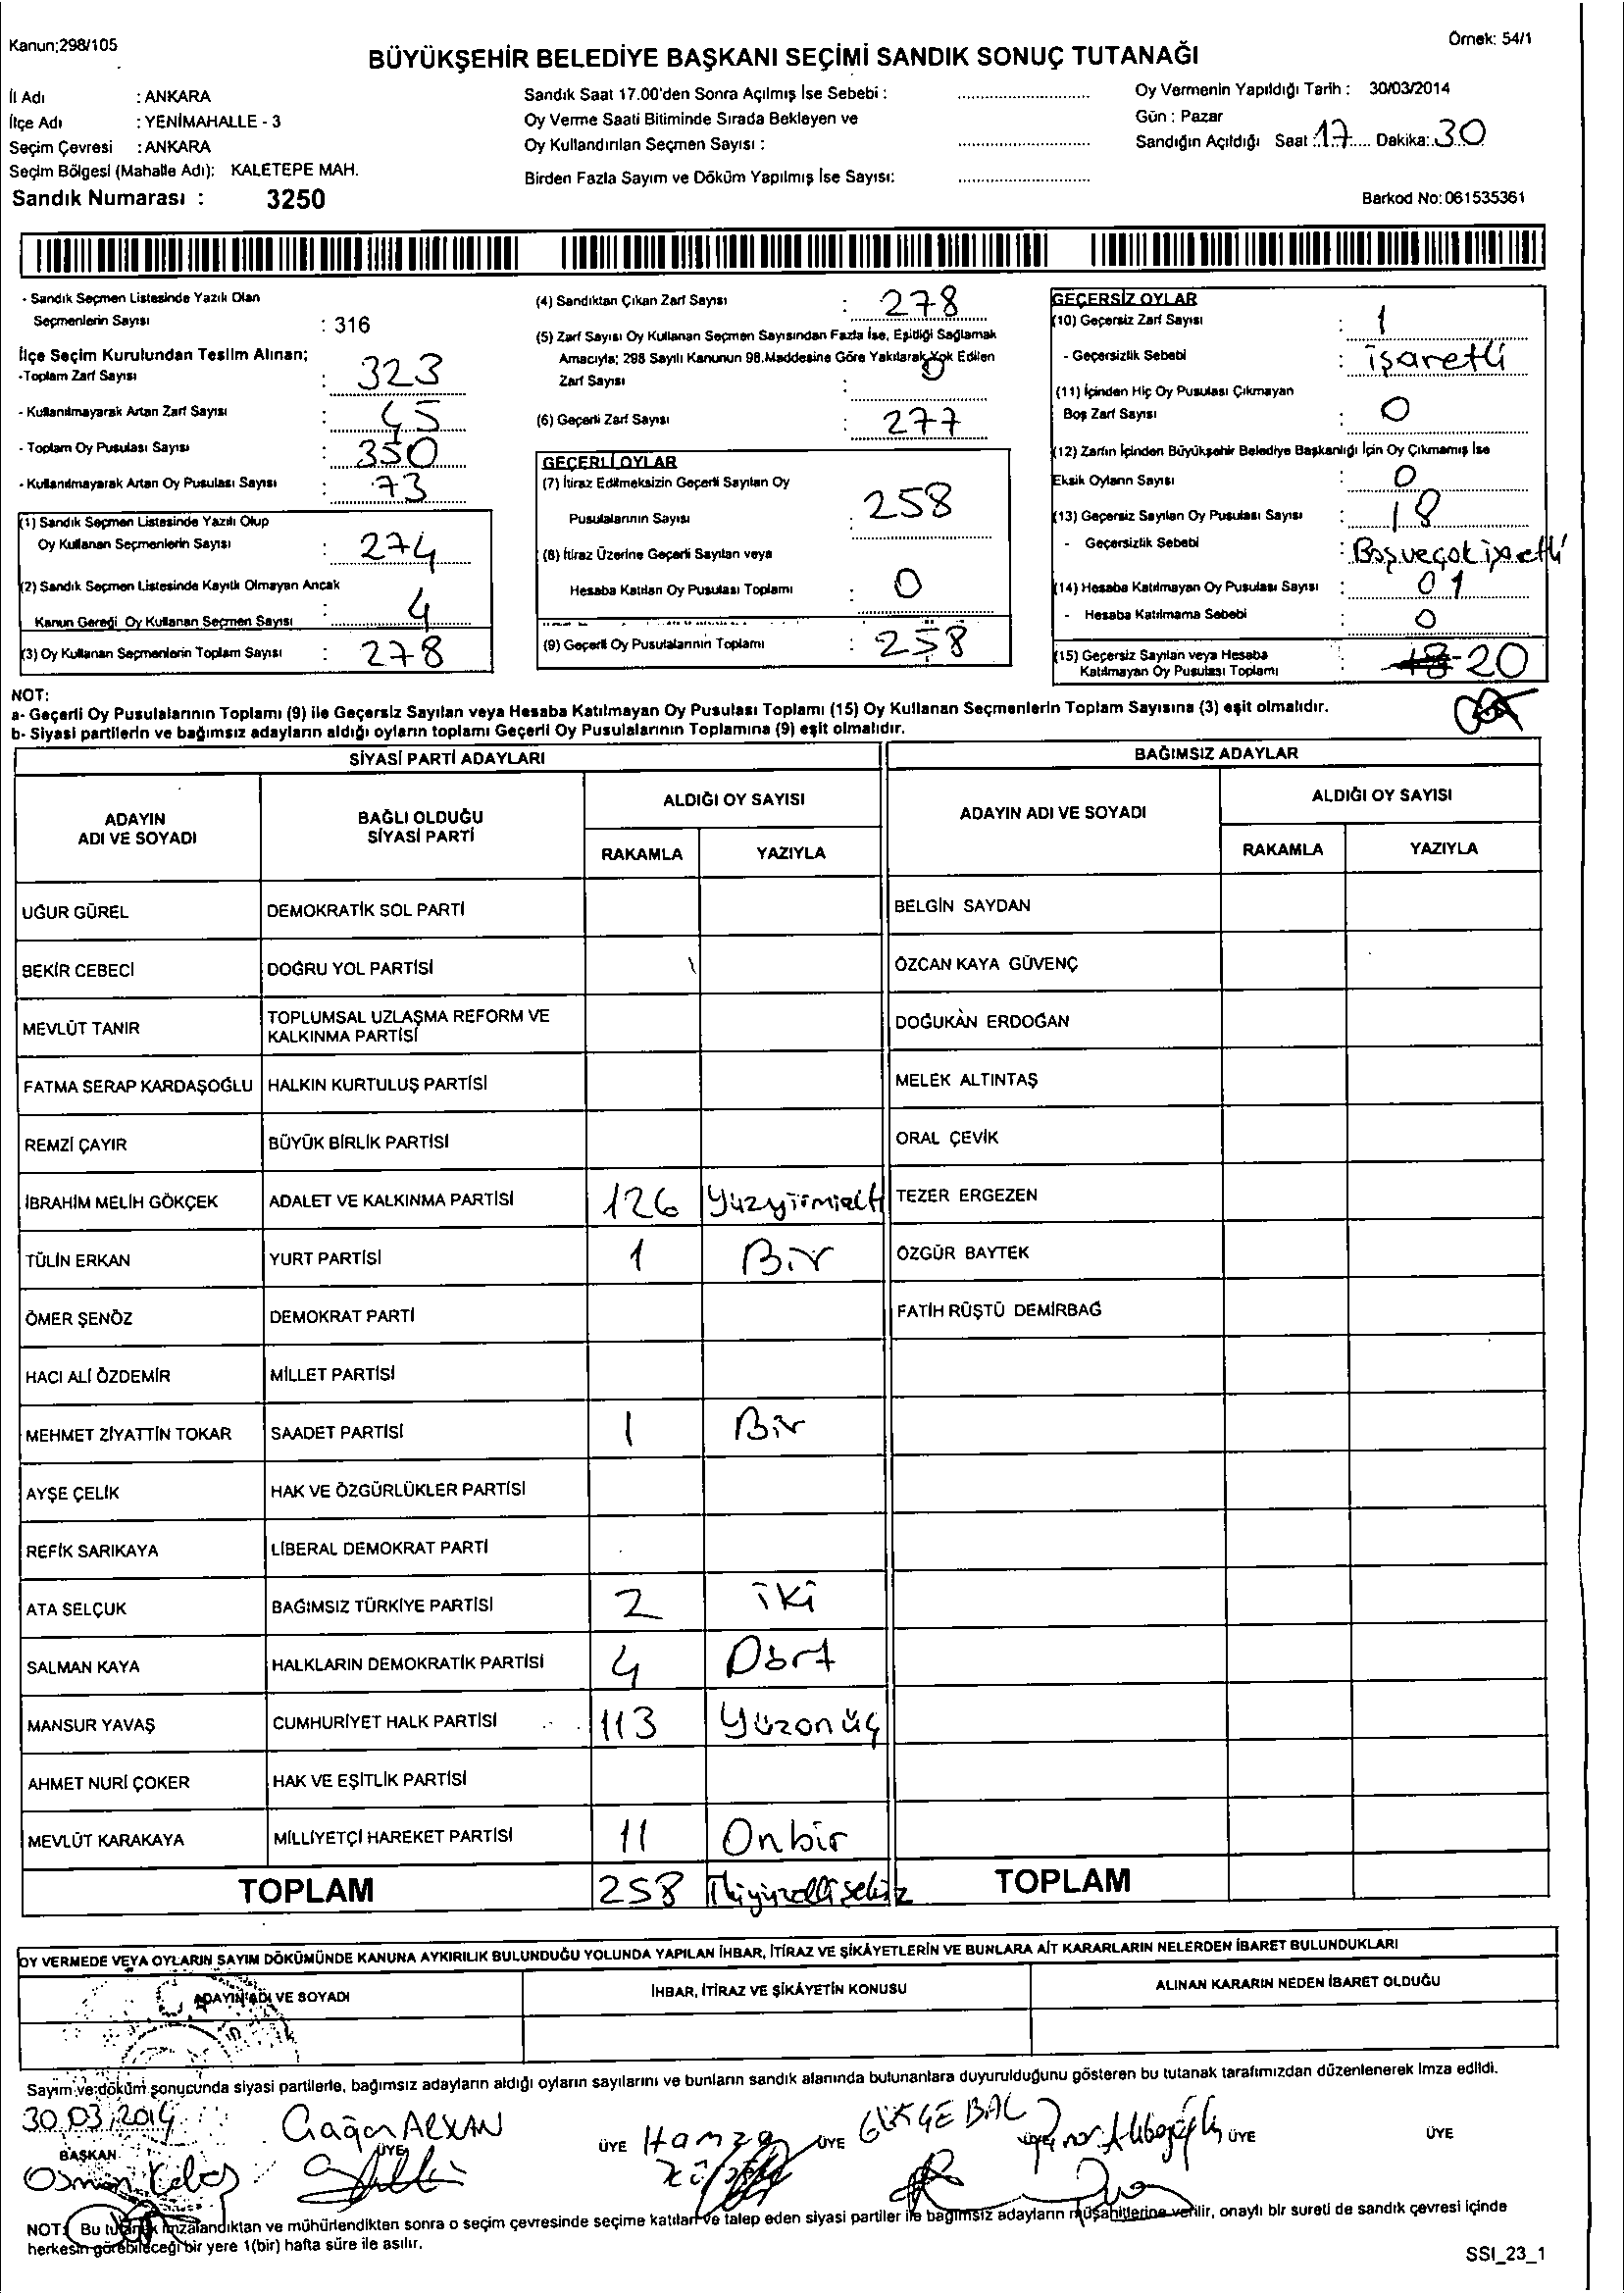 Kanun;298/105
Örnek: 54/1
BÜYÜKŞEHİR BELEDİYE BAŞKANI SEÇİMİ SANDIK SONUÇ TUTANAĞI
İl Adı : ANKARA
İlçe Adı : YENİMAHALLE - 3
Seçim Çevresi : ANKARA
Seçim Bölgesi (Mahalle Adı): KALETEPE MAH.
Sandık Numarası : 3250
Sandık Saat 17.00'den Sonra Açılmış İse Sebebi :
Oy Verme Saati Bitiminde Sırada Bekleyen ve
Oy Kullandırılan Seçmen Sayısı :
Birden Fazla Sayım ve Döküm Yapılmış İse Sayısı:
Oy Vermenin Yapıldığı Tarih : 30/03/2014
Gün : Pazar
Sandığın Açıldığı Saat :17 Dakika: 30
Barkod No: 061535361
- Sandık Seçmen Listesinde Yazılı Olan
Seçmenlerin Sayısı : 316
İlçe Seçim Kurulundan Teslim Alınan;
-Toplam Zarf Sayısı : 323
- Kullanılmayarak Artan Zarf Sayısı : 45
- Toplam Oy Pusulası Sayısı : 350
- Kullanılmayarak Artan Oy Pusulası Sayısı : 73
(1) Sandık Seçmen Listesinde Yazılı Olup
Oy Kullanan Seçmenlerin Sayısı : 274
(2) Sandık Seçmen Listesinde Kayıtlı Olmayan Ancak
Kanun Gereği Oy Kullanan Seçmen Sayısı : 4
(3) Oy Kullanan Seçmenlerin Toplam Sayısı : 278
(4) Sandıktan Çıkan Zarf Sayısı : 278
(5) Zarf Sayısı Oy Kullanan Seçmen Sayısından Fazla İse, Eşitliği Sağlamak
Amacıyla; 298 Sayılı Kanunun 98.Maddesine Göre Yakılarak Yok Edilen
Zarf Sayısı : 0
(6) Geçerli Zarf Sayısı : 277
GEÇERLİ OYLAR
(7) İtiraz Edilmeksizin Geçerli Sayılan Oy
Pusulalarının Sayısı : 258
(8) İtiraz Üzerine Geçerli Sayılan veya
Hesaba Katılan Oy Pusulası Toplamı : 0
(9) Geçerli Oy Pusulalarının Toplamı : 258
GEÇERSİZ OYLAR
(10) Geçersiz Zarf Sayısı : 1
- Geçersizlik Sebebi : işaretli
(11) İçinden Hiç Oy Pusulası Çıkmayan
Boş Zarf Sayısı : 0
(12) Zarfın İçinden Büyükşehir Belediye Başkanlığı İçin Oy Çıkmamış İse
Eksik Oyların Sayısı : 0
(13) Geçersiz Sayılan Oy Pusulası Sayısı : 18
- Geçersizlik Sebebi : Boş ve çok işaretli
(14) Hesaba Katılmayan Oy Pusulası Sayısı : 01
- Hesaba Katılmama Sebebi : 0
(15) Geçersiz Sayılan veya Hesaba
Katılmayan Oy Pusulası Toplamı : 18 20
NOT:
a- Geçerli Oy Pusulalarının Toplamı (9) ile Geçersiz Sayılan veya Hesaba Katılmayan Oy Pusulası Toplamı (15) Oy Kullanan Seçmenlerin Toplam Sayısına (3) eşit olmalıdır.
b- Siyasi partilerin ve bağımsız adayların aldığı oyların toplamı Geçerli Oy Pusulalarının Toplamına (9) eşit olmalıdır.
SİYASİ PARTİ ADAYLARI BAĞIMSIZ ADAYLAR
ADAYIN ADI VE SOYADI BAĞLI OLDUĞU SİYASİ PARTİ ALDIĞI OY SAYISI ADAYIN ADI VE SOYADI ALDIĞI OY SAYISI
RAKAMLA YAZIYLA RAKAMLA YAZIYLA
UĞUR GÜREL DEMOKRATİK SOL PARTİ BELGİN SAYDAN
BEKİR CEBECİ DOĞRU YOL PARTİSİ ÖZCAN KAYA GÜVENÇ
MEVLÜT TANIR TOPLUMSAL UZLAŞMA REFORM VE KALKINMA PARTİSİ DOĞUKAN ERDOĞAN
FATMA SERAP KARDAŞOĞLU HALKIN KURTULUŞ PARTİSİ MELEK ALTINTAŞ
REMZİ ÇAYIR BÜYÜK BİRLİK PARTİSİ ORAL ÇEVİK
İBRAHİM MELİH GÖKÇEK ADALET VE KALKINMA PARTİSİ 126 Yüzyirmialtı TEZER ERGEZEN
TÜLİN ERKAN YURT PARTİSİ 1 Bir ÖZGÜR BAYTEK
ÖMER ŞENÖZ DEMOKRAT PARTİ FATİH RÜŞTÜ DEMİRBAĞ
HACI ALİ ÖZDEMİR MİLLET PARTİSİ
MEHMET ZİYATTİN TOKAR SAADET PARTİSİ 1 Bir
AYŞE ÇELİK HAK VE ÖZGÜRLÜKLER PARTİSİ
REFİK SARIKAYA LİBERAL DEMOKRAT PARTİ
ATA SELÇUK BAĞIMSIZ TÜRKİYE PARTİSİ 2 iki
SALMAN KAYA HALKLARIN DEMOKRATİK PARTİSİ 4 Dört
MANSUR YAVAŞ CUMHURİYET HALK PARTİSİ 113 Yüzonüç
AHMET NURİ ÇOKER HAK VE EŞİTLİK PARTİSİ
MEVLÜT KARAKAYA MİLLİYETÇİ HAREKET PARTİSİ 11 Onbir
TOPLAM 258 İkiyüzelli sekiz TOPLAM
OY VERMEDE VEYA OYLARIN SAYIM DÖKÜMÜNDE KANUNA AYKIRILIK BULUNDUĞU YOLUNDA YAPILAN İHBAR, İTİRAZ VE ŞİKÂYETLERİN VE BUNLARA AİT KARARLARIN NELERDEN İBARET BULUNDUKLARI
ADAYIN ADI VE SOYADI İHBAR, İTİRAZ VE ŞİKÂYETİN KONUSU ALINAN KARARIN NEDEN İBARET OLDUĞU
Sayım ve döküm sonucunda siyasi partilerle, bağımsız adayların aldığı oyların sayılarını ve bunların sandık alanında bulunanlara duyurulduğunu gösteren bu tutanak tarafımızdan düzenlenerek imza edildi.
30.03.2014
Çağan ALKAN Hamza GÖKÇE BAL
BAŞKAN ÜYE ÜYE ÜYE ÜYE ÜYE ÜYE
Osman
NOT: Bu tutanak imzalandıktan ve mühürlendikten sonra o seçim çevresinde seçime katılan ve talep eden siyasi partiler ile bağımsız adayların müşahitlerine verilir, onaylı bir sureti de sandık çevresi içinde
herkesin görebileceği bir yere 1(bir) hafta süre ile asılır.
SSI_23_1